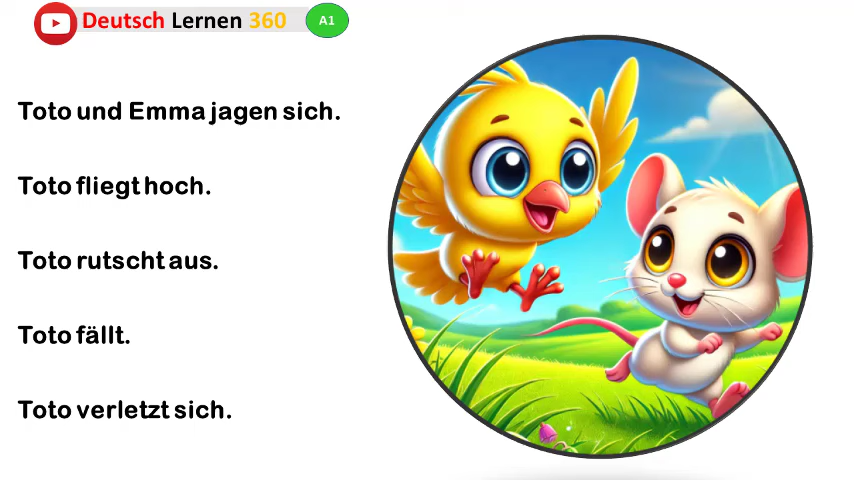 Deutsch Lernen 360 A1
Toto und Emma jagen sich.
Toto fliegt hoch.
Toto rutscht aus.
Toto fällt.
Toto verletzt sich.